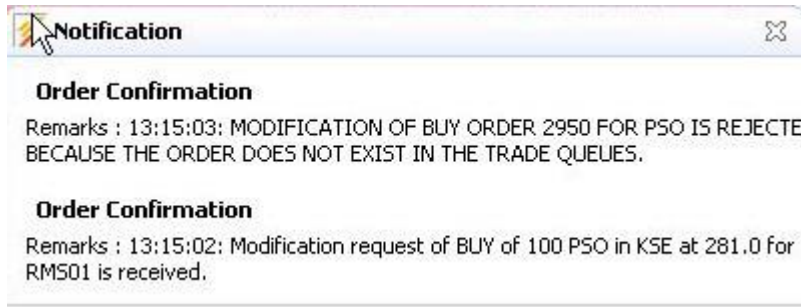 Notification
Order Confirmation
Remarks : 13:15:03: MODIFICATION OF BUY ORDER 2950 FOR PSO IS REJECTE
BECAUSE THE ORDER DOES NOT EXIST IN THE TRADE QUEUES.
Order Confirmation
Remarks : 13:15:02: Modification request of BUY of 100 PSO in KSE at 281.0 for
RMS01 is received.